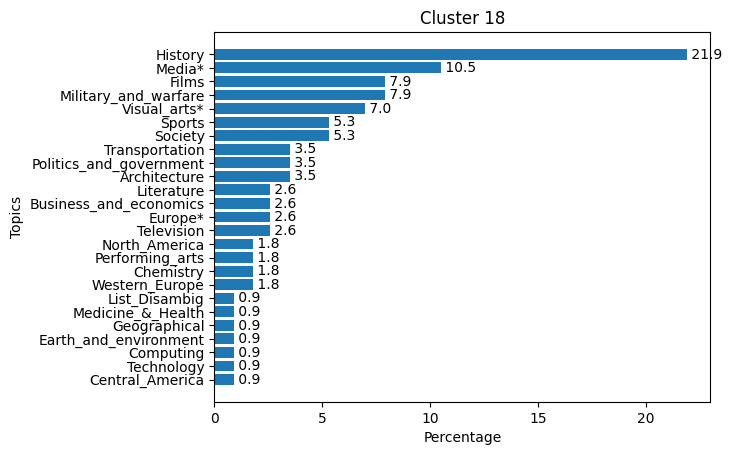 Cluster 18
Topics
History 21.9
Media* 10.5
Films 7.9
Military_and_warfare 7.9
Visual_arts* 7.0
Sports 5.3
Society 5.3
Transportation 3.5
Politics_and_government 3.5
Architecture 3.5
Literature 2.6
Business_and_economics 2.6
Europe* 2.6
Television 2.6
North_America 1.8
Performing_arts 1.8
Chemistry 1.8
Western_Europe 1.8
List_Disambig 0.9
Medicine_&_Health 0.9
Geographical 0.9
Earth_and_environment 0.9
Computing 0.9
Technology 0.9
Central_America 0.9
0 5 10 15 20
Percentage